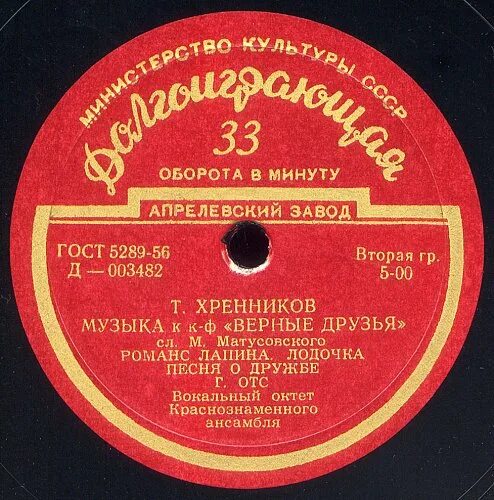 МИНИСТЕРСТВО КУЛЬТУРЫ СССР
Долгоиграющая
33
ОБОРОТА В МИНУТУ
АПРЕЛЕВСКИЙ ЗАВОД
ГОСТ 5289-56
Д — 003482
Вторая гр.
5-00
Т. ХРЕННИКОВ
МУЗЫКА к к-ф «ВЕРНЫЕ ДРУЗЬЯ»
сл. М. Матусовского
РОМАНС ЛАПИНА. ЛОДОЧКА
ПЕСНЯ О ДРУЖБЕ
Г. ОТС
Вокальный октет
Краснознаменного
ансамбля